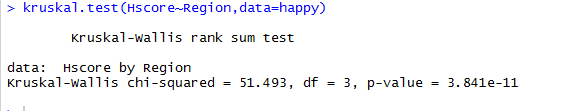 > kruskal.test(Hscore~Region,data=happy)
Kruskal-Wallis rank sum test
data:  Hscore by Region
Kruskal-Wallis chi-squared = 51.493, df = 3, p-value = 3.841e-11
>